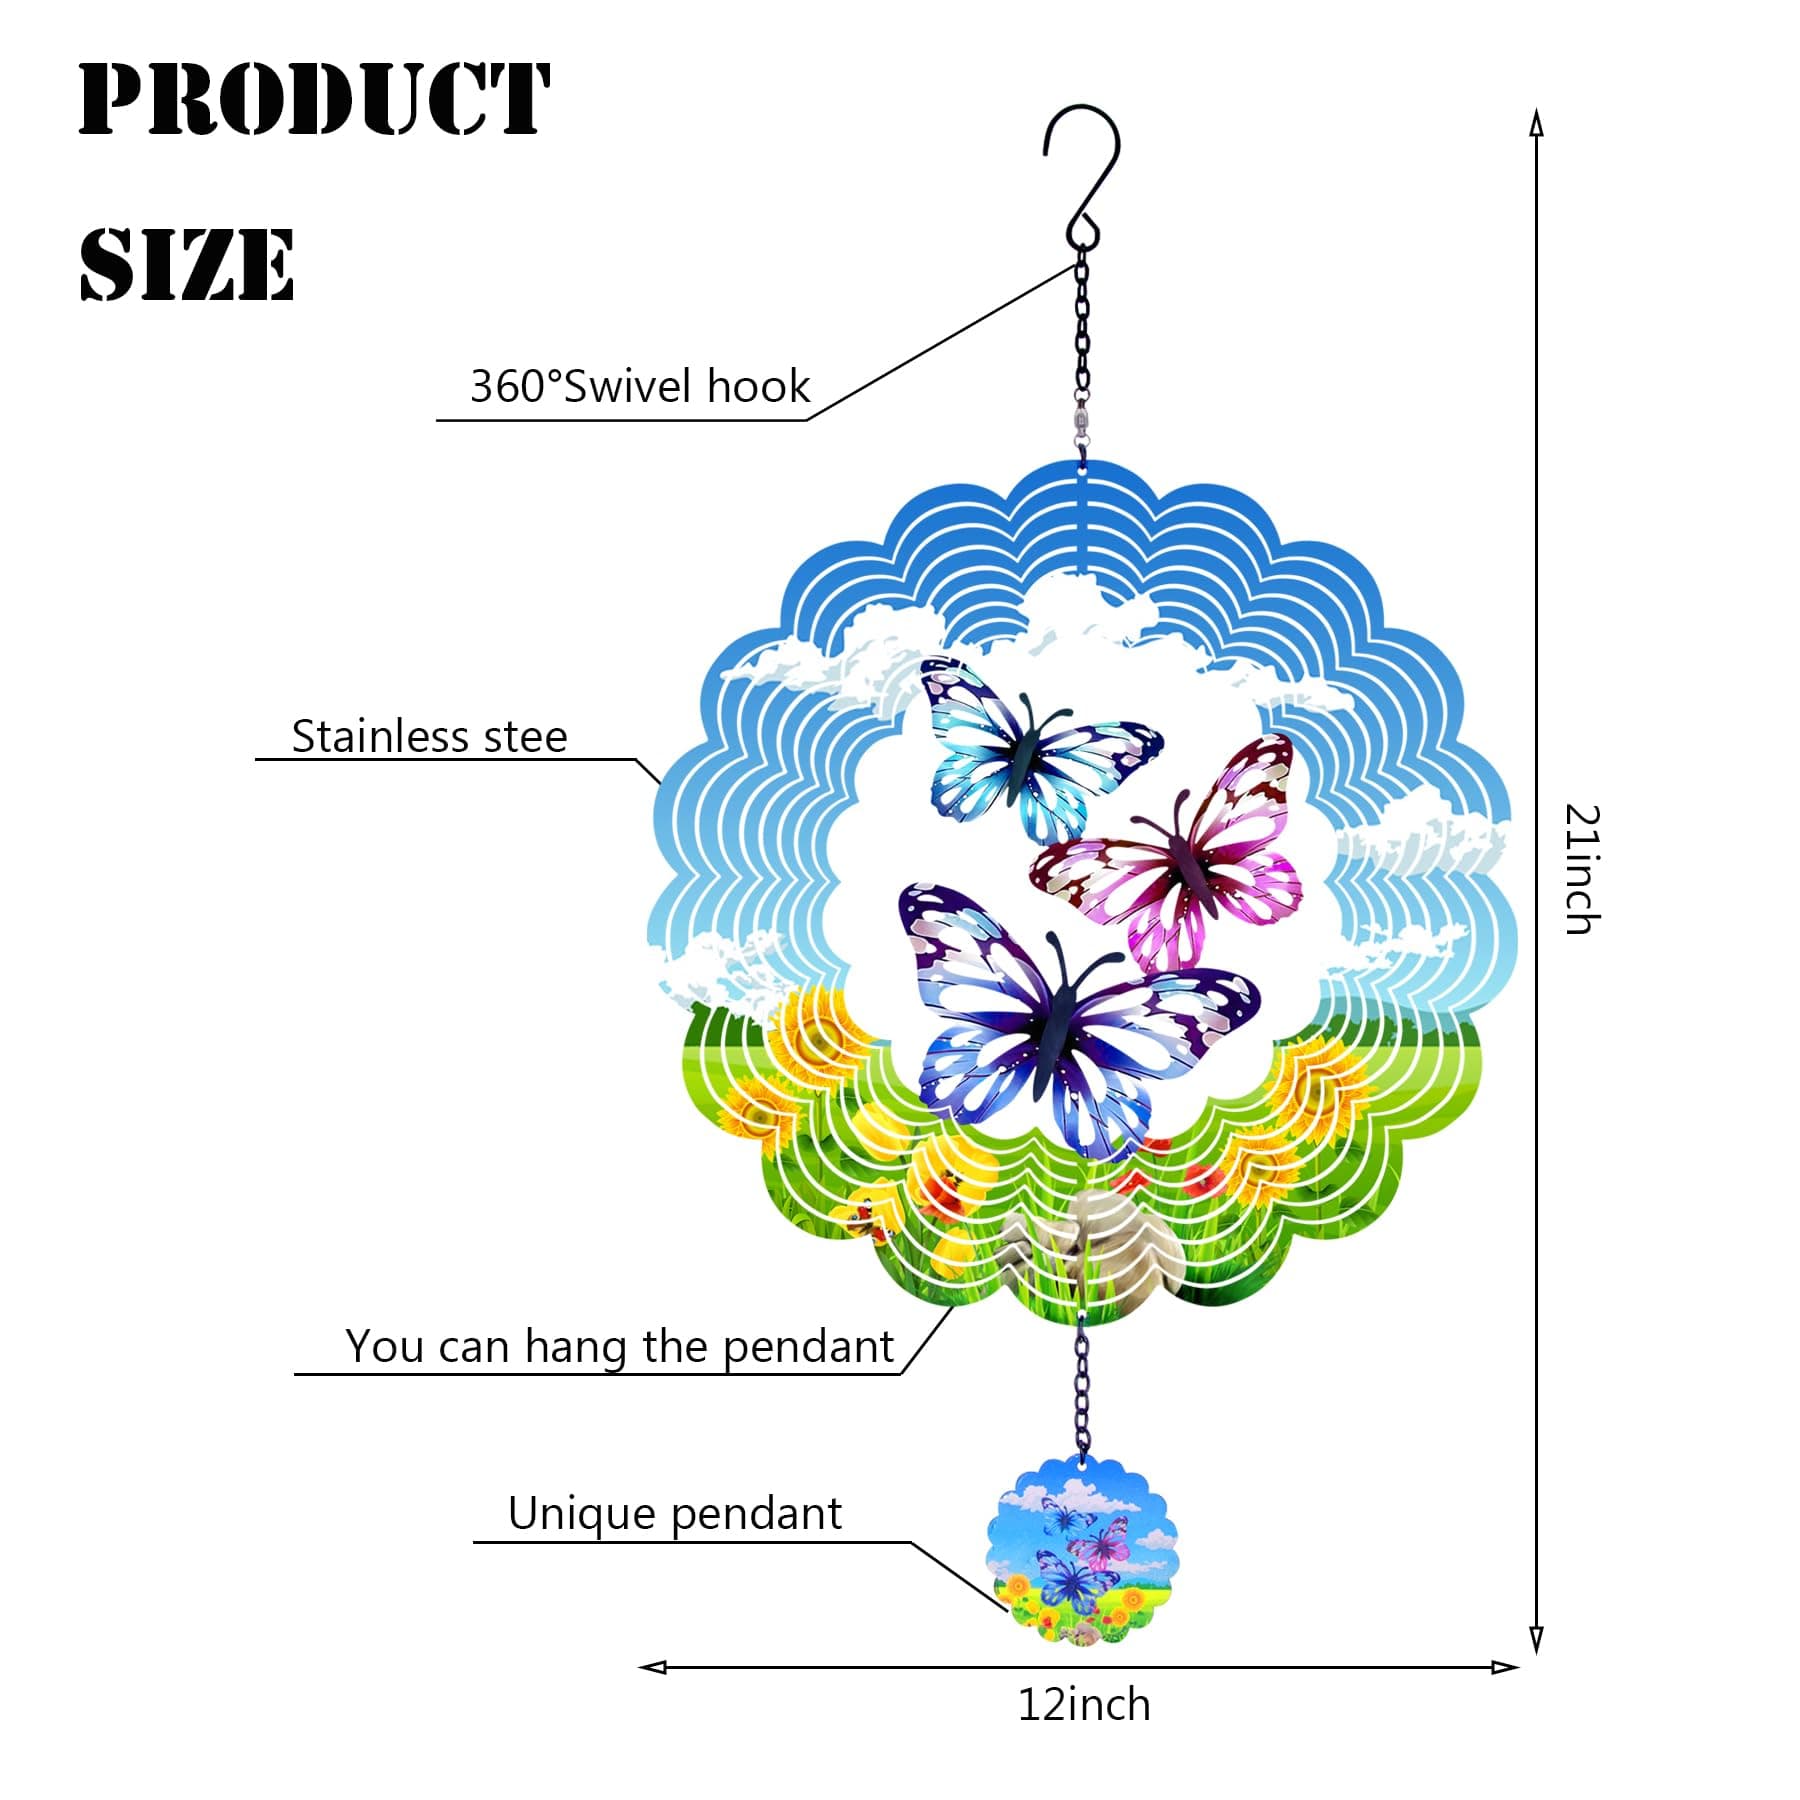 PRODUCT
SIZE
360°Swivel hook
Stainless stee
21inch
You can hang the pendant
Unique pendant
12inch